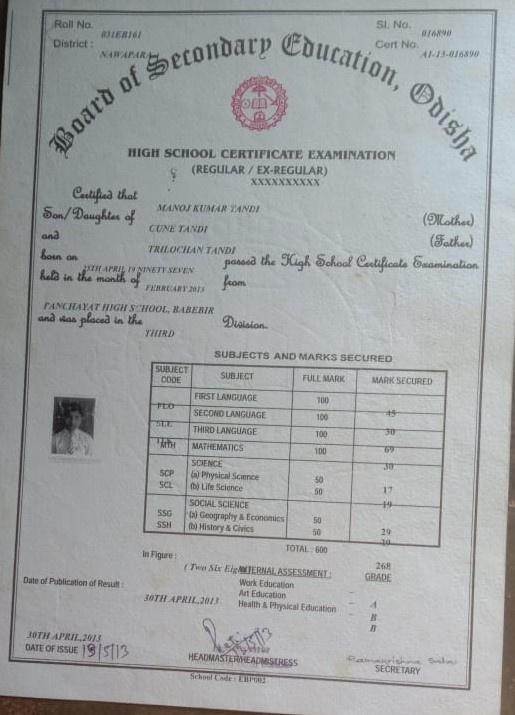 Roll No. 031EB161
Sl. No. 016890
District : NAWAPARA
Cert No. A1-13-016890
Board of Secondary Education, Odisha
HIGH SCHOOL CERTIFICATE EXAMINATION
(REGULAR / EX-REGULAR)
XXXXXXXXXX
Certified that MANOJ KUMAR TANDI
Son/Daughter of CUNE TANDI (Mother)
and TRILOCHAN TANDI (Father)
born on 25TH APRIL 19 NINETY SEVEN passed the High School Certificate Examination
held in the month of FEBRUARY 2013 from
PANCHAYAT HIGH SCHOOL, BABEBIR
and was placed in the THIRD Division.
SUBJECTS AND MARKS SECURED
SUBJECT CODE SUBJECT FULL MARK MARK SECURED
FIRST LANGUAGE 100
FLO 45
SECOND LANGUAGE 100
SLE 30
THIRD LANGUAGE 100
69
MTH MATHEMATICS 100
30
SCIENCE
SCP (a) Physical Science 50
17
SCL (b) Life Science 50
19
SOCIAL SCIENCE
SSG (a) Geography & Economics 50
29
SSH (b) History & Civics 50
TOTAL : 600
268
In Figure :
( Two Six Eight)
INTERNAL ASSESSMENT : GRADE
Work Education - A
Art Education - B
Health & Physical Education - B
Date of Publication of Result :
30TH APRIL,2013
30TH APRIL,2013
DATE OF ISSUE 19/5/13
HEADMASTER/HEADMISTRESS
SECRETARY
School Code : EBP002